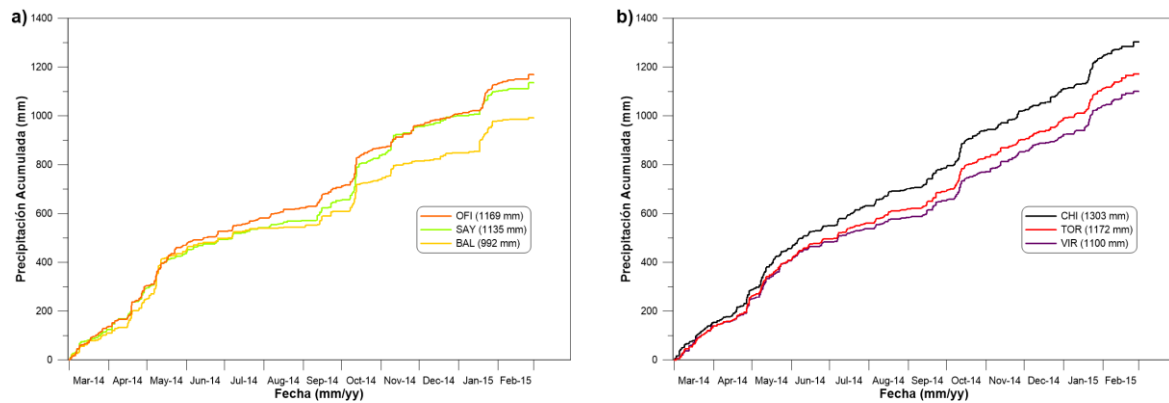 a)
1400
1200
1000
800
600
400
200
0
Precipitación Acumulada (mm)
OFI (1169 mm)
SAY (1135 mm)
BAL (992 mm)
Mar-14 Apr-14 May-14 Jun-14 Jul-14 Aug-14 Sep-14 Oct-14 Nov-14 Dec-14 Jan-15 Feb-15
Fecha (mm/yy)
b)
1400
1200
1000
800
600
400
200
0
Precipitación Acumulada (mm)
CHI (1303 mm)
TOR (1172 mm)
VIR (1100 mm)
Mar-14 Apr-14 May-14 Jun-14 Jul-14 Aug-14 Sep-14 Oct-14 Nov-14 Dec-14 Jan-15 Feb-15
Fecha (mm/yy)